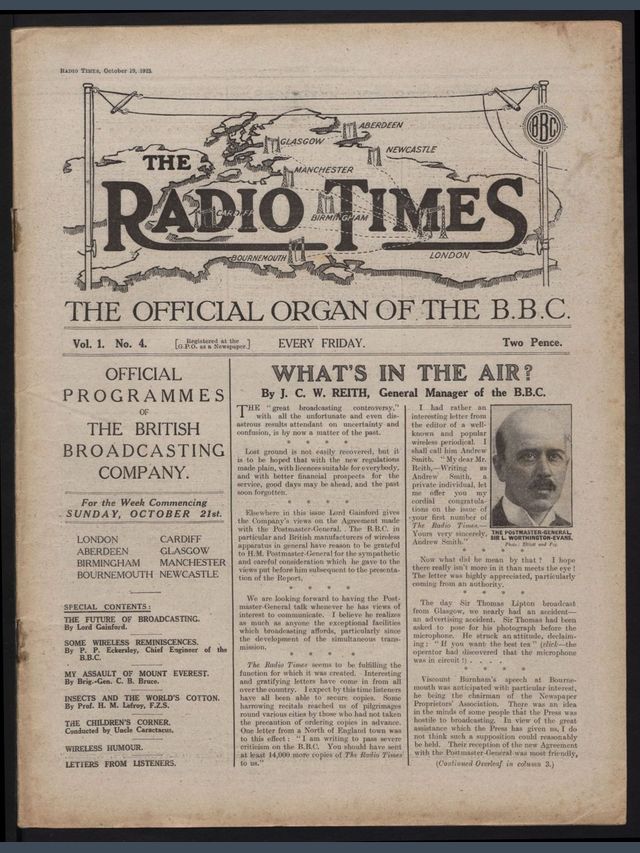 RADIO TIMES, October 19, 1923.
BBC
ABERDEEN
GLASGOW
NEWCASTLE
MANCHESTER
THE
RADIO TIMES
CARDIFF
BIRMINGHAM
BOURNEMOUTH
LONDON
THE OFFICIAL ORGAN OF THE B.B.C.
Vol. 1. No. 4.
[Registered at the
G.P.O. as a Newspaper.]
EVERY FRIDAY.
Two Pence.
OFFICIAL
PROGRAMMES
OF
THE BRITISH
BROADCASTING
COMPANY.
For the Week Commencing
SUNDAY, OCTOBER 21st.
LONDON CARDIFF
ABERDEEN GLASGOW
BIRMINGHAM MANCHESTER
BOURNEMOUTH NEWCASTLE
SPECIAL CONTENTS:
THE FUTURE OF BROADCASTING.
By Lord Gainford.
SOME WIRELESS REMINISCENCES.
By P. P. Eckersley, Chief Engineer of the
B.B.C.
MY ASSAULT OF MOUNT EVEREST.
By Brig.-Gen. C. B. Bruce.
INSECTS AND THE WORLD'S COTTON.
By Prof. H. M. Lefroy, F.Z.S.
THE CHILDREN'S CORNER.
Conducted by Uncle Caractacus.
WIRELESS HUMOUR.
LETTERS FROM LISTENERS.
WHAT'S IN THE AIR?
By J. C. W. REITH, General Manager of the B.B.C.
THE "great broadcasting controversy,"
with all the unfortunate and even dis-
astrous results attendant on uncertainty and
confusion, is by now a matter of the past.
* * * *
Lost ground is not easily recovered, but it
is to be hoped that with the new regulations
made plain, with licences suitable for everybody,
and with better financial prospects for the
service, good days may be ahead, and the past
soon forgotten.
* * * *
Elsewhere in this issue Lord Gainford gives
the Company's views on the Agreement made
with the Postmaster-General. The B.B.C. in
particular and British manufacturers of wireless
apparatus in general have reason to be grateful
to H.M. Postmaster-General for the sympathetic
and careful consideration which he gave to the
views put before him subsequent to the presenta-
tion of the Report.
* * * *
We are looking forward to having the Post-
master-General talk whenever he has views of
interest to communicate. I believe he realizes
as much as anyone the exceptional facilities
which broadcasting affords, particularly since
the development of the simultaneous trans-
mission.
* * * *
The Radio Times seems to be fulfilling the
function for which it was created. Interesting
and gratifying letters have come in from all
over the country. I expect by this time listeners
have all been able to secure copies. Some
harrowing recitals reached us of pilgrimages
round various cities by those who had not taken
the precaution of ordering copies in advance.
One letter from a North of England town was
to this effect: "I am writing to pass severe
criticism on the B.B.C. You should have sent
at least 14,000 more copies of The Radio Times
to us."
I had rather an
interesting letter from
the editor of a well-
known and popular
wireless periodical. I
shall call him Andrew
Smith. "My dear Mr.
Reith,—Writing as
Andrew Smith, a
private individual, let
me offer you my
cordial congratula-
tions on the issue of
your first number of
The Radio Times.—
Yours very sincerely,
Andrew Smith."
THE POSTMASTER-GENERAL,
SIR L. WORTHINGTON-EVANS.
Photo: Elliott and Fry.
* * * *
Now what did he mean by that? I hope
there really isn't more in it than meets the eye!
The letter was highly appreciated, particularly
coming from an authority.
* * * *
The day Sir Thomas Lipton broadcast
from Glasgow, we nearly had an accident—
an advertising accident. Sir Thomas had been
asked to pose for his photograph before the
microphone. He struck an attitude, declaim-
ing: "If you want the best tea" (click—the
operator had discovered that the microphone
was in circuit!) . . . .
* * * *
Viscount Burnham's speech at Bourne-
mouth was anticipated with particular interest,
he being the chairman of the Newspaper
Proprietors' Association. There was an idea
in the minds of some people that the Press was
hostile to broadcasting. In view of the great
assistance which the Press has given us, I do
not think such a supposition could reasonably
be held. Their reception of the new Agreement
with the Postmaster-General was most friendly,
(Continued Overleaf in column 3.)